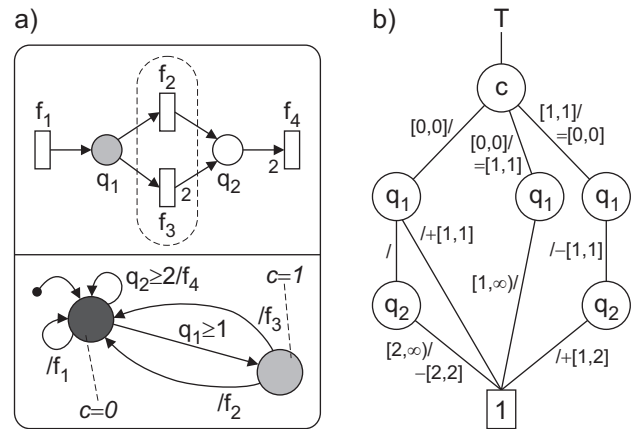 a)
f1
f2
f4
q1
q2
2
2
f3
q2≥2/f4
c=1
q1≥1
/f3
/f1
/f2
c=0
b)
T
c
[0,0]/
[0,0]/
=[1,1]
[1,1]/
=[0,0]
q1
q1
q1
/
/+[1,1]
[1,∞)/
/−[1,1]
q2
q2
[2,∞)/
−[2,2]
/+[1,2]
1